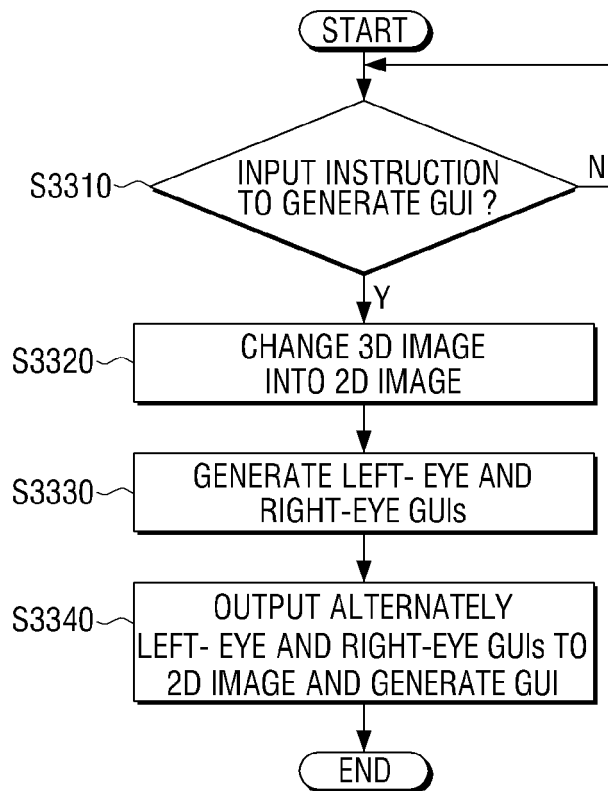 START
S3310
INPUT INSTRUCTION
TO GENERATE GUI ?
N
Y
S3320
CHANGE 3D IMAGE
INTO 2D IMAGE
S3330
GENERATE LEFT- EYE AND
RIGHT-EYE GUIs
S3340
OUTPUT ALTERNATELY
LEFT- EYE AND RIGHT-EYE GUIs TO
2D IMAGE AND GENERATE GUI
END